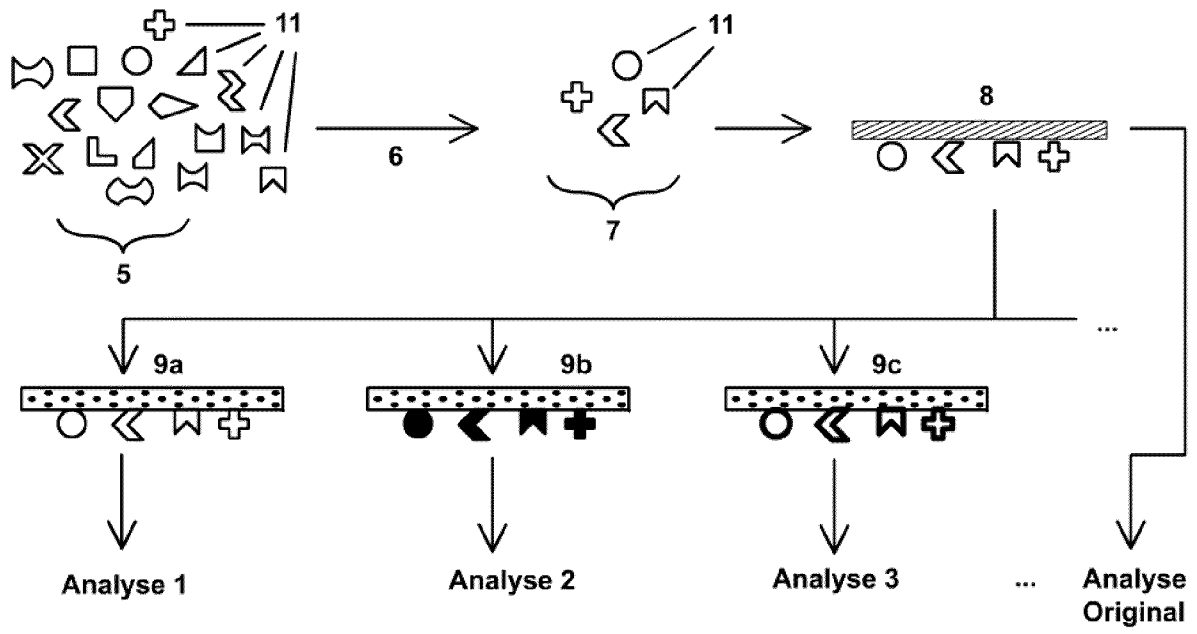 11
11
8
6
7
5
...
9a
9b
9c
Analyse 1
Analyse 2
Analyse 3
...
Analyse
Original